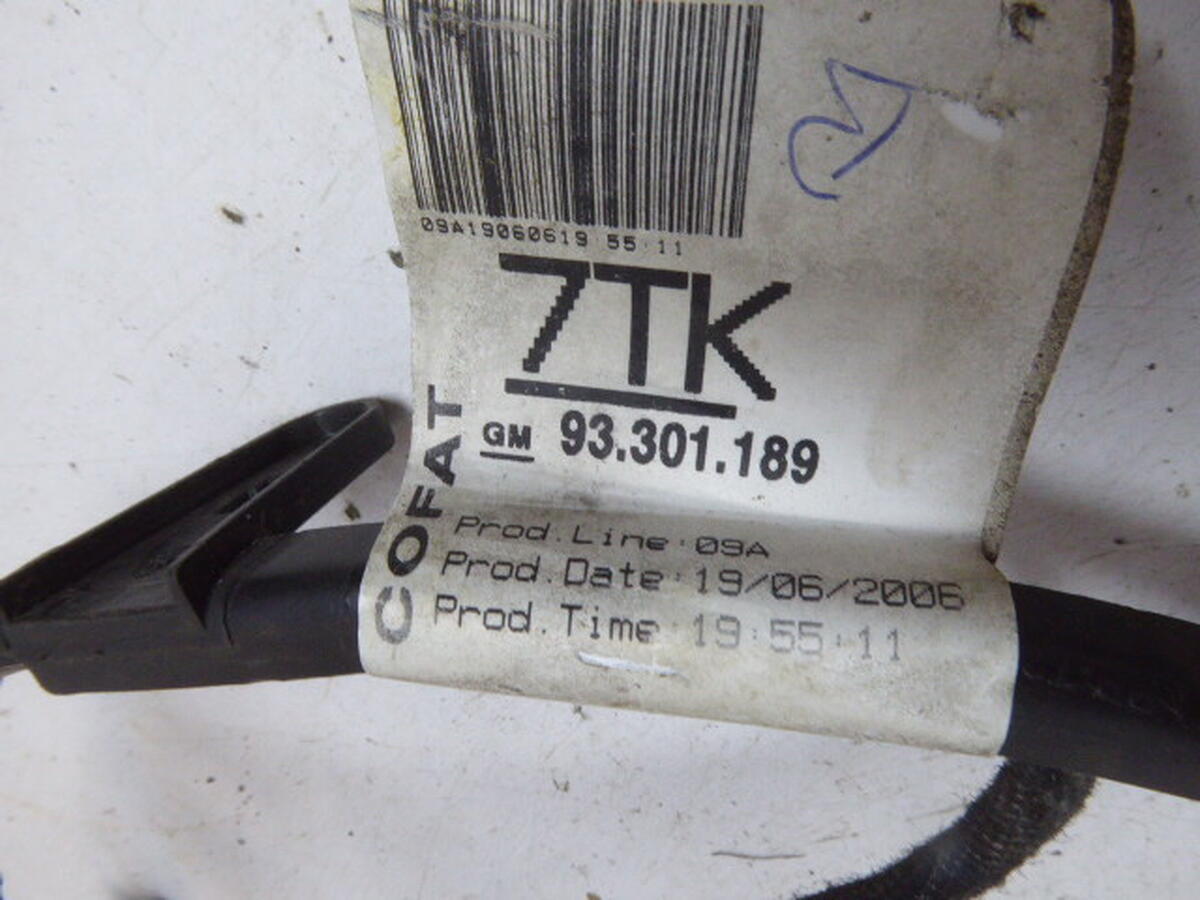 09A19060619 55:11
7TK
GM 93.301.189
COFAT
Prod.Line:09A
Prod.Date:19/06/2006
Prod.Time:19:55:11